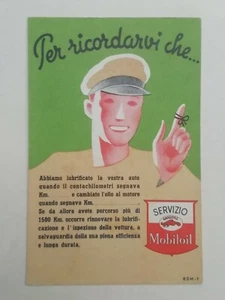 Per ricordarvi che...
Abbiamo lubrificato la vostra auto
quando il contachilometri segnava
Km. e cambiato l'olio al motore
quando segnava Km.
Se da allora avete percorso più di
1500 Km. occorre rinnovare la lubrifi-
cazione e l'ispezione della vettura, a
salvaguardia della sua piena efficienza
e lunga durata.
SERVIZIO
Mobiloil